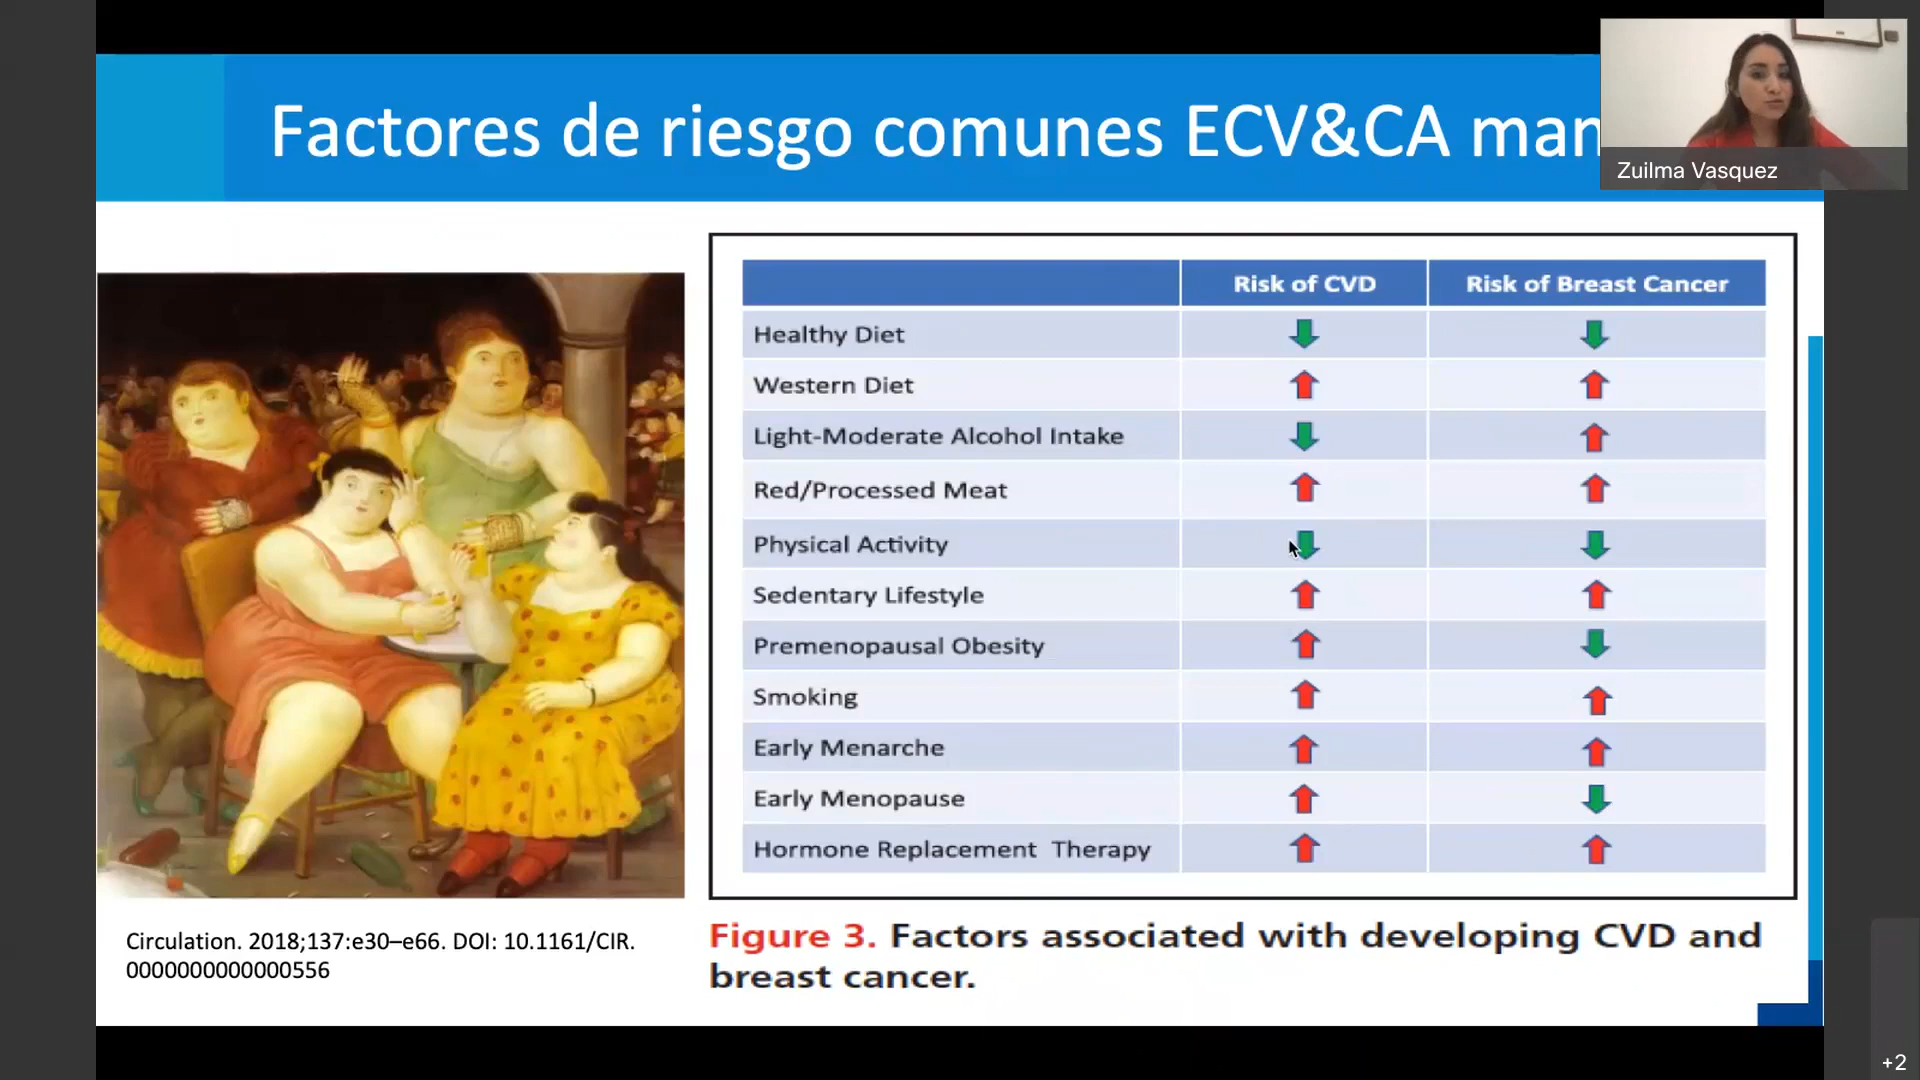 Factores de riesgo comunes ECV&CA
Zuilma Vasquez
Risk of CVD Risk of Breast Cancer
Healthy Diet
Western Diet
Light-Moderate Alcohol Intake
Red/Processed Meat
Physical Activity
Sedentary Lifestyle
Premenopausal Obesity
Smoking
Early Menarche
Early Menopause
Hormone Replacement Therapy
Circulation. 2018;137:e30–e66. DOI: 10.1161/CIR.
0000000000000556
Figure 3. Factors associated with developing CVD and
breast cancer.
+2